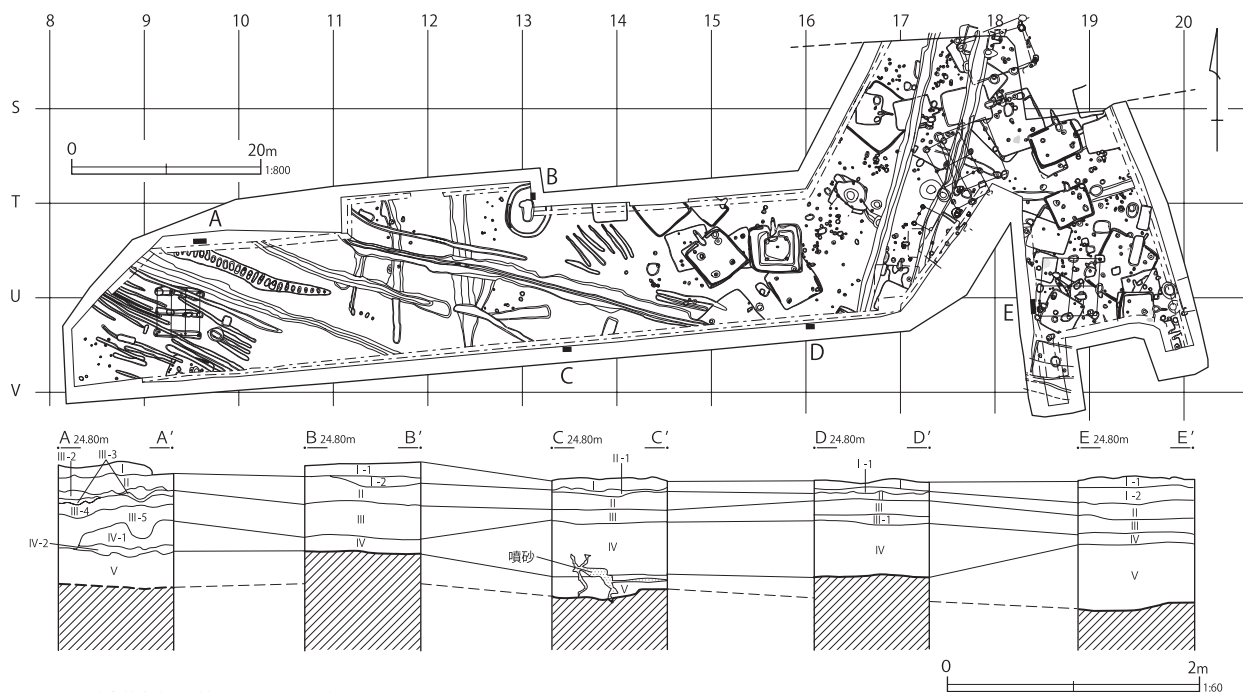 8 9 10 11 12 13 14 15 16 17 18 19 20
S
0 20m
1:800
B
T
A
U
E
D
C
V
A 24.80m A′
B 24.80m B′
C 24.80m C′
D 24.80m D′
E 24.80m E′
III-2
III-3
I
II
III-4
III-5
IV-1
IV-2
V
I-1
I-2
II
III
IV
II-1
I
II
III
IV
噴砂
V
I-1
I
II
III
III-1
IV
I-1
I-2
II
III
IV
V
0 2m
1:60